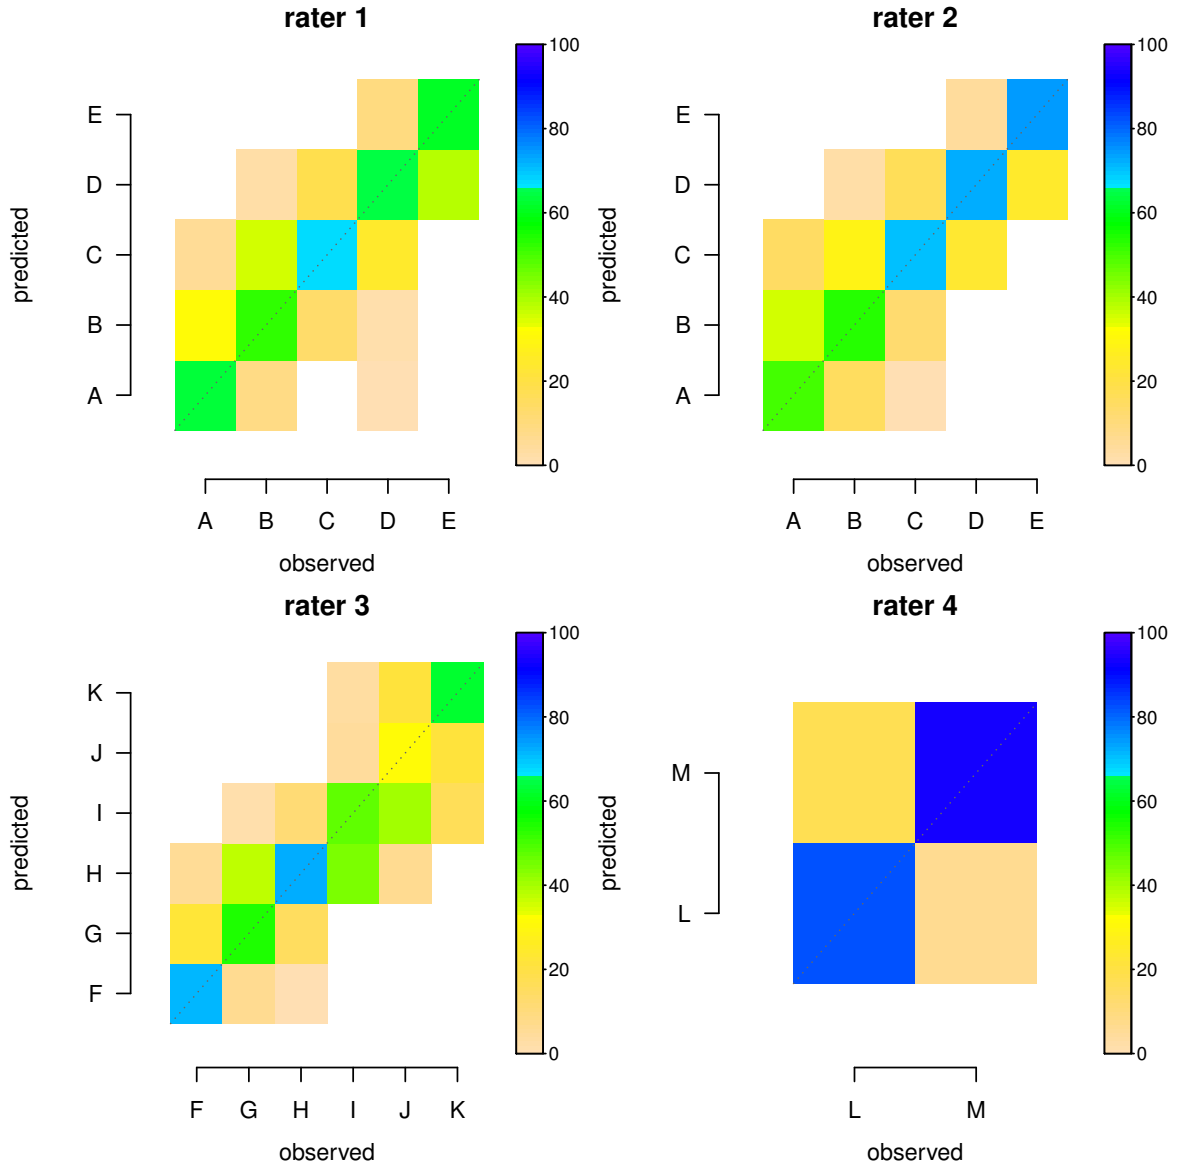 rater 1
predicted
E
D
C
B
A
A B C D E
observed
100
80
60
40
20
0
rater 2
predicted
E
D
C
B
A
A B C D E
observed
100
80
60
40
20
0
rater 3
predicted
K
J
I
H
G
F
F G H I J K
observed
100
80
60
40
20
0
rater 4
predicted
M
L
L M
observed
100
80
60
40
20
0